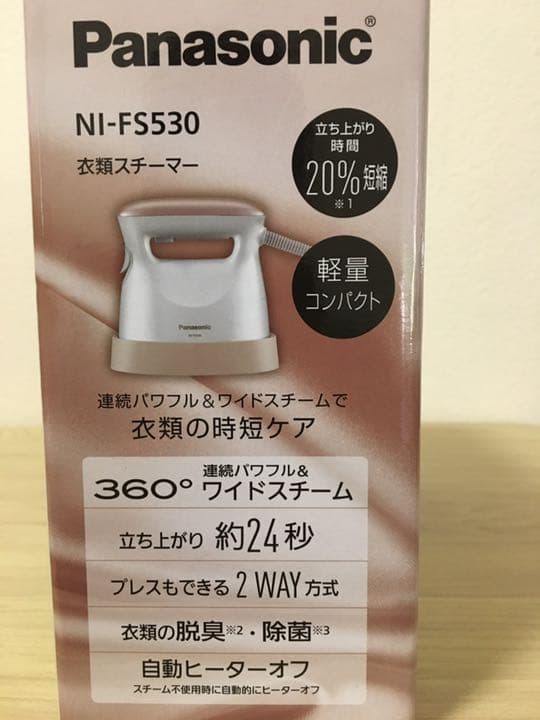 Panasonic®
NI-FS530
衣類スチーマー
立ち上がり
時間
20%短縮
※1
軽量
コンパクト
Panasonic
連続パワフル&ワイドスチームで
衣類の時短ケア
連続パワフル&
360°ワイドスチーム
立ち上がり 約24秒
プレスもできる 2 WAY 方式
衣類の脱臭※2・除菌※3
自動ヒーターオフ
スチーム不使用時に自動的にヒーターオフ